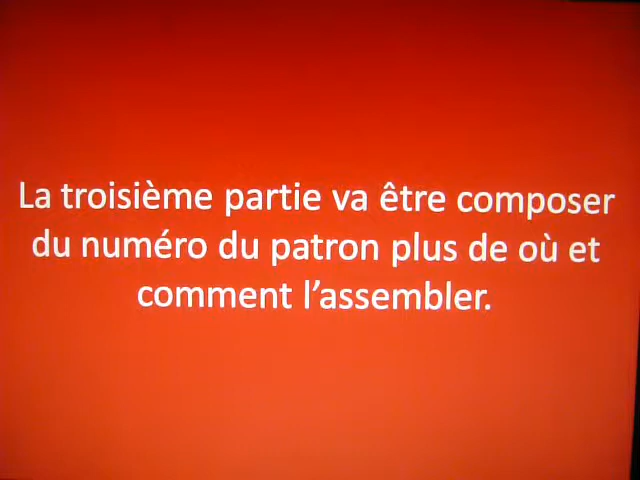 La troisième partie va être composer
du numéro du patron plus de où et
comment l'assembler.